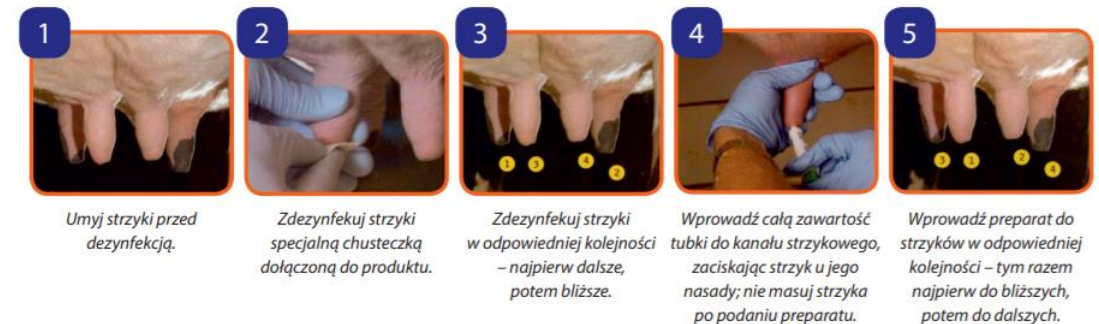 1
Umyj strzyki przed
dezynfekcją.
2
Zdezynfekuj strzyki
specjalną chusteczką
dołączoną do produktu.
3
1 3 4 2
Zdezynfekuj strzyki
w odpowiedniej kolejności
– najpierw dalsze,
potem bliższe.
4
Wprowadź całą zawartość
tubki do kanału strzykowego,
zaciskając strzyk u jego
nasady; nie masuj strzyka
po podaniu preparatu.
5
3 1 2 4
Wprowadź preparat do
strzyków w odpowiedniej
kolejności – tym razem
najpierw do bliższych,
potem do dalszych.